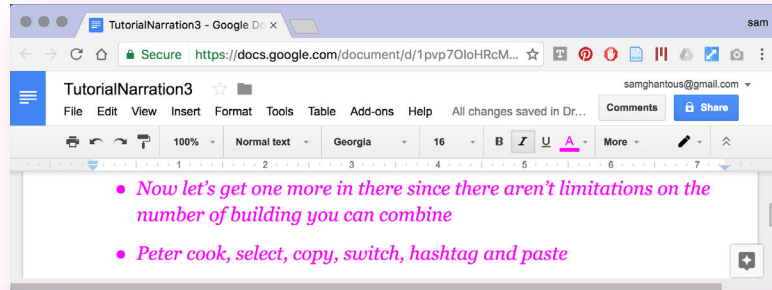 TutorialNarration3 - Google Do
sam
Secure https://docs.google.com/document/d/1pvp7OIoHRcM...
TutorialNarration3
samghantous@gmail.com
File Edit View Insert Format Tools Table Add-ons Help All changes saved in Dr... Comments Share
100% Normal text Georgia 16 B I U A More
1 2 3 4 5 6 7
● Now let's get one more in there since there aren't limitations on the
number of building you can combine
● Peter cook, select, copy, switch, hashtag and paste